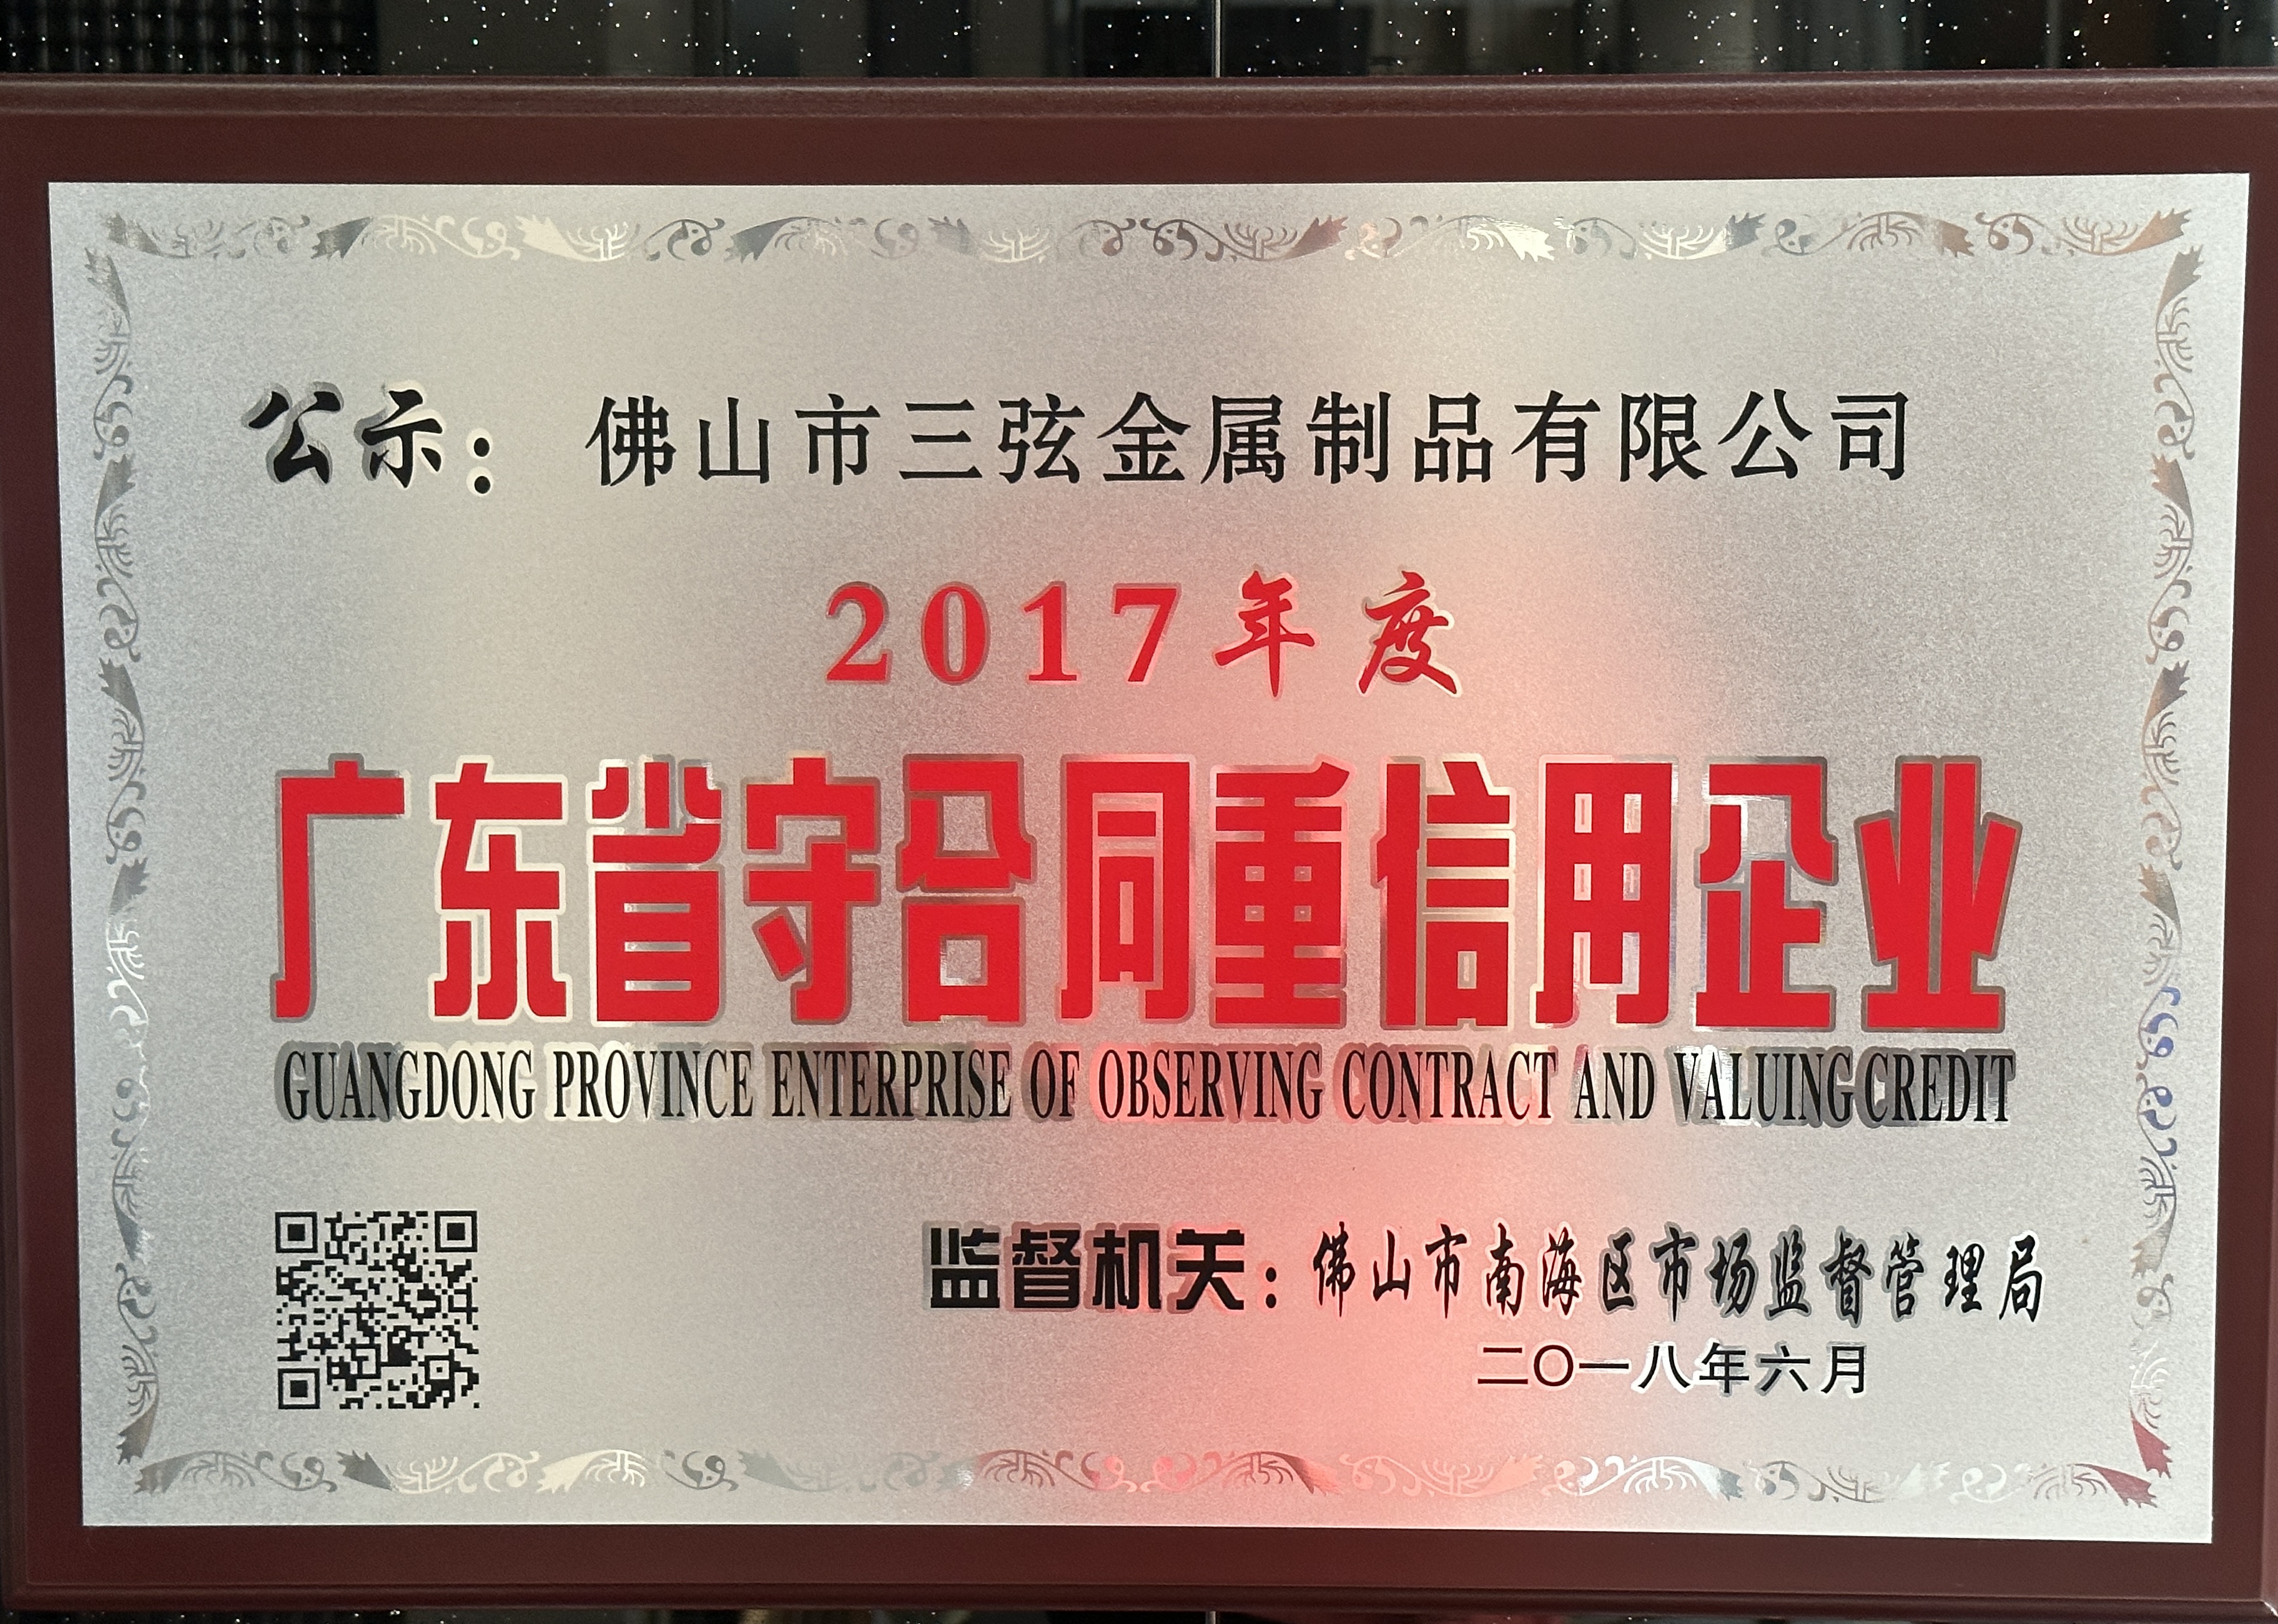 公示：佛山市三弦金属制品有限公司
2017年度
广东省守合同重信用企业
GUANGDONG PROVINCE ENTERPRISE OF OBSERVING CONTRACT AND VALUING CREDIT
监督机关：佛山市南海区市场监督管理局
二〇一八年六月